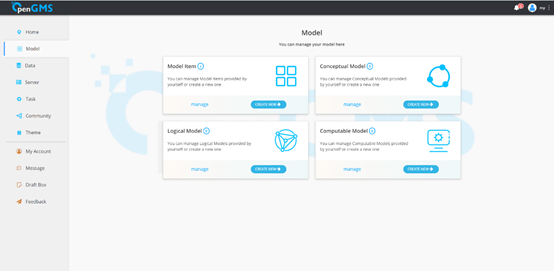 OpenGMS
my
Home
Model
Data
Server
Task
Community
Theme
My Account
Message
Draft Box
Feedback
Model
You can manage your model here
Model Item
You can manage Model Items provided by
yourself or create a new one
manage
CREATE NEW
Conceptual Model
You can manage Conceptual Models provided
by yourself or create a new one
manage
CREATE NEW
Logical Model
You can manage Logical Models provided by
yourself or create a new one
manage
CREATE NEW
Computable Model
You can manage Computable Models provided
by yourself or create a new one
manage
CREATE NEW